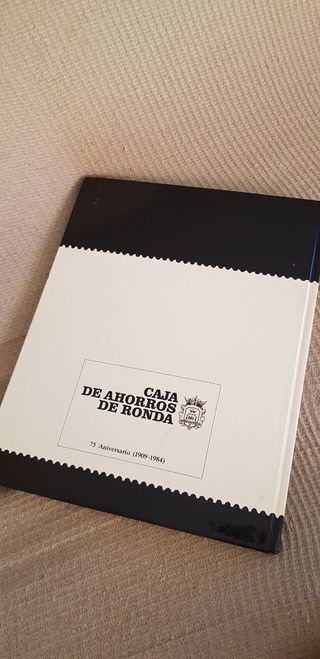 CAJA
DE AHORROS
DE RONDA
75 Aniversario (1909-1984)